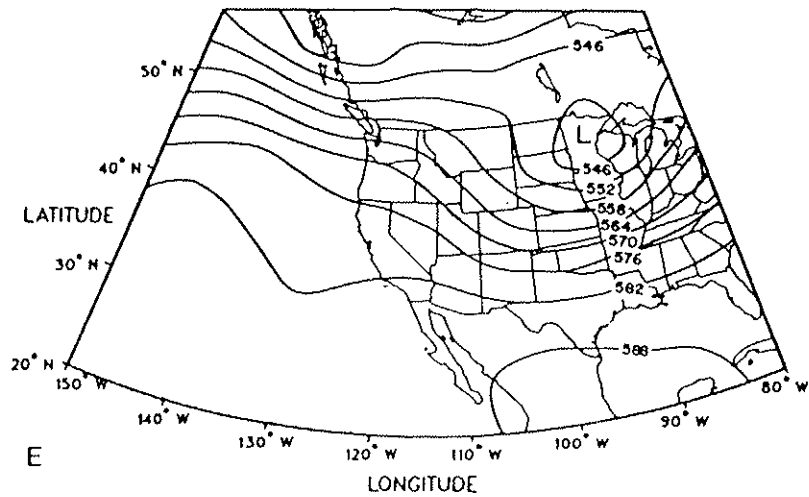 546
50° N
L
40° N
546
552
LATITUDE
558
564
570
576
30° N
582
588
20° N
150° W
80° W
140° W
90° W
130° W
100° W
120° W
110° W
E
LONGITUDE